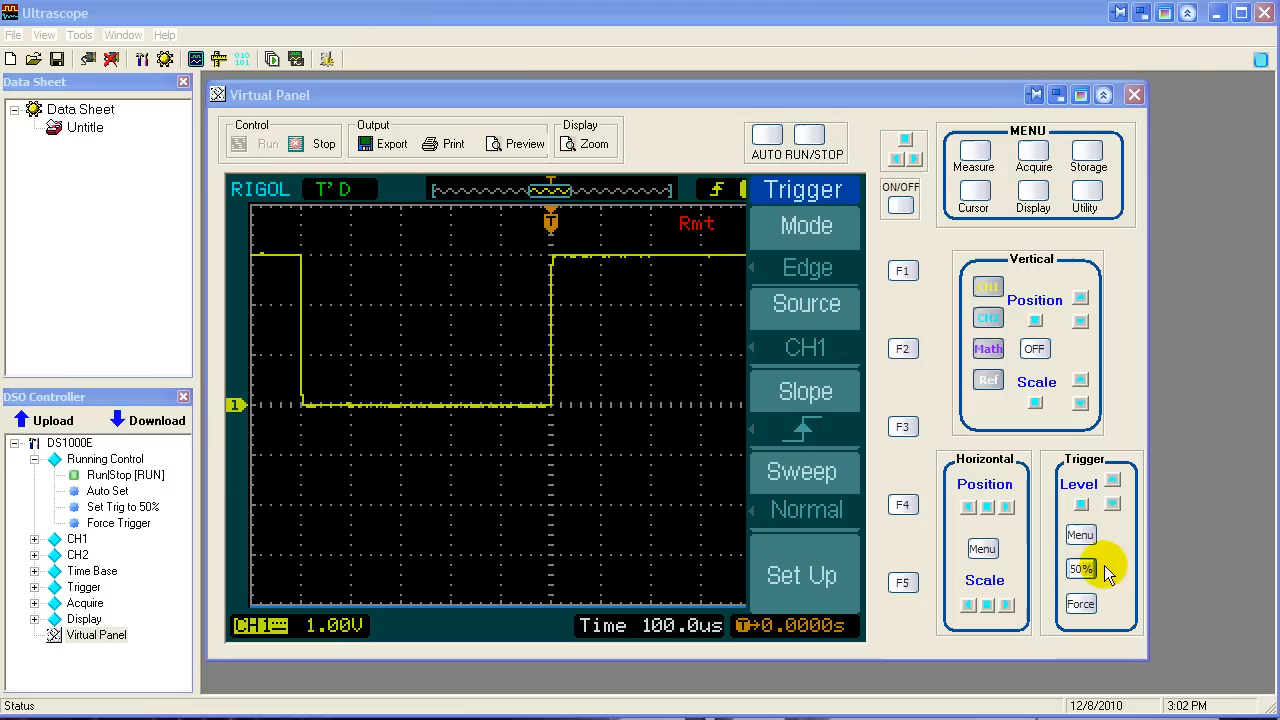 Ultrascope
File View Tools Window Help
010
101
Data Sheet
Data Sheet
Untitle
DSO Controller
Upload Download
DS1000E
Running Control
Run|Stop [RUN]
Auto Set
Set Trig to 50%
Force Trigger
CH1
CH2
Time Base
Trigger
Acquire
Display
Virtual Panel
Virtual Panel
Control
Run Stop
Output
Export Print Preview
Display
Zoom
AUTO RUN/STOP
ON/OFF
MENU
Measure Acquire Storage
Cursor Display Utility
RIGOL T'D
T
T
Rmt
1
CH1 1.00V
Time 100.0us
T→0.0000s
Trigger
Mode
Edge
Source
CH1
Slope
Sweep
Normal
Set Up
F1
F2
F3
F4
F5
Vertical
CH1
CH2
Math
Ref
Position
OFF
Scale
Horizontal
Position
Menu
Scale
Trigger
Level
Menu
50%
Force
Status
12/8/2010 3:02 PM